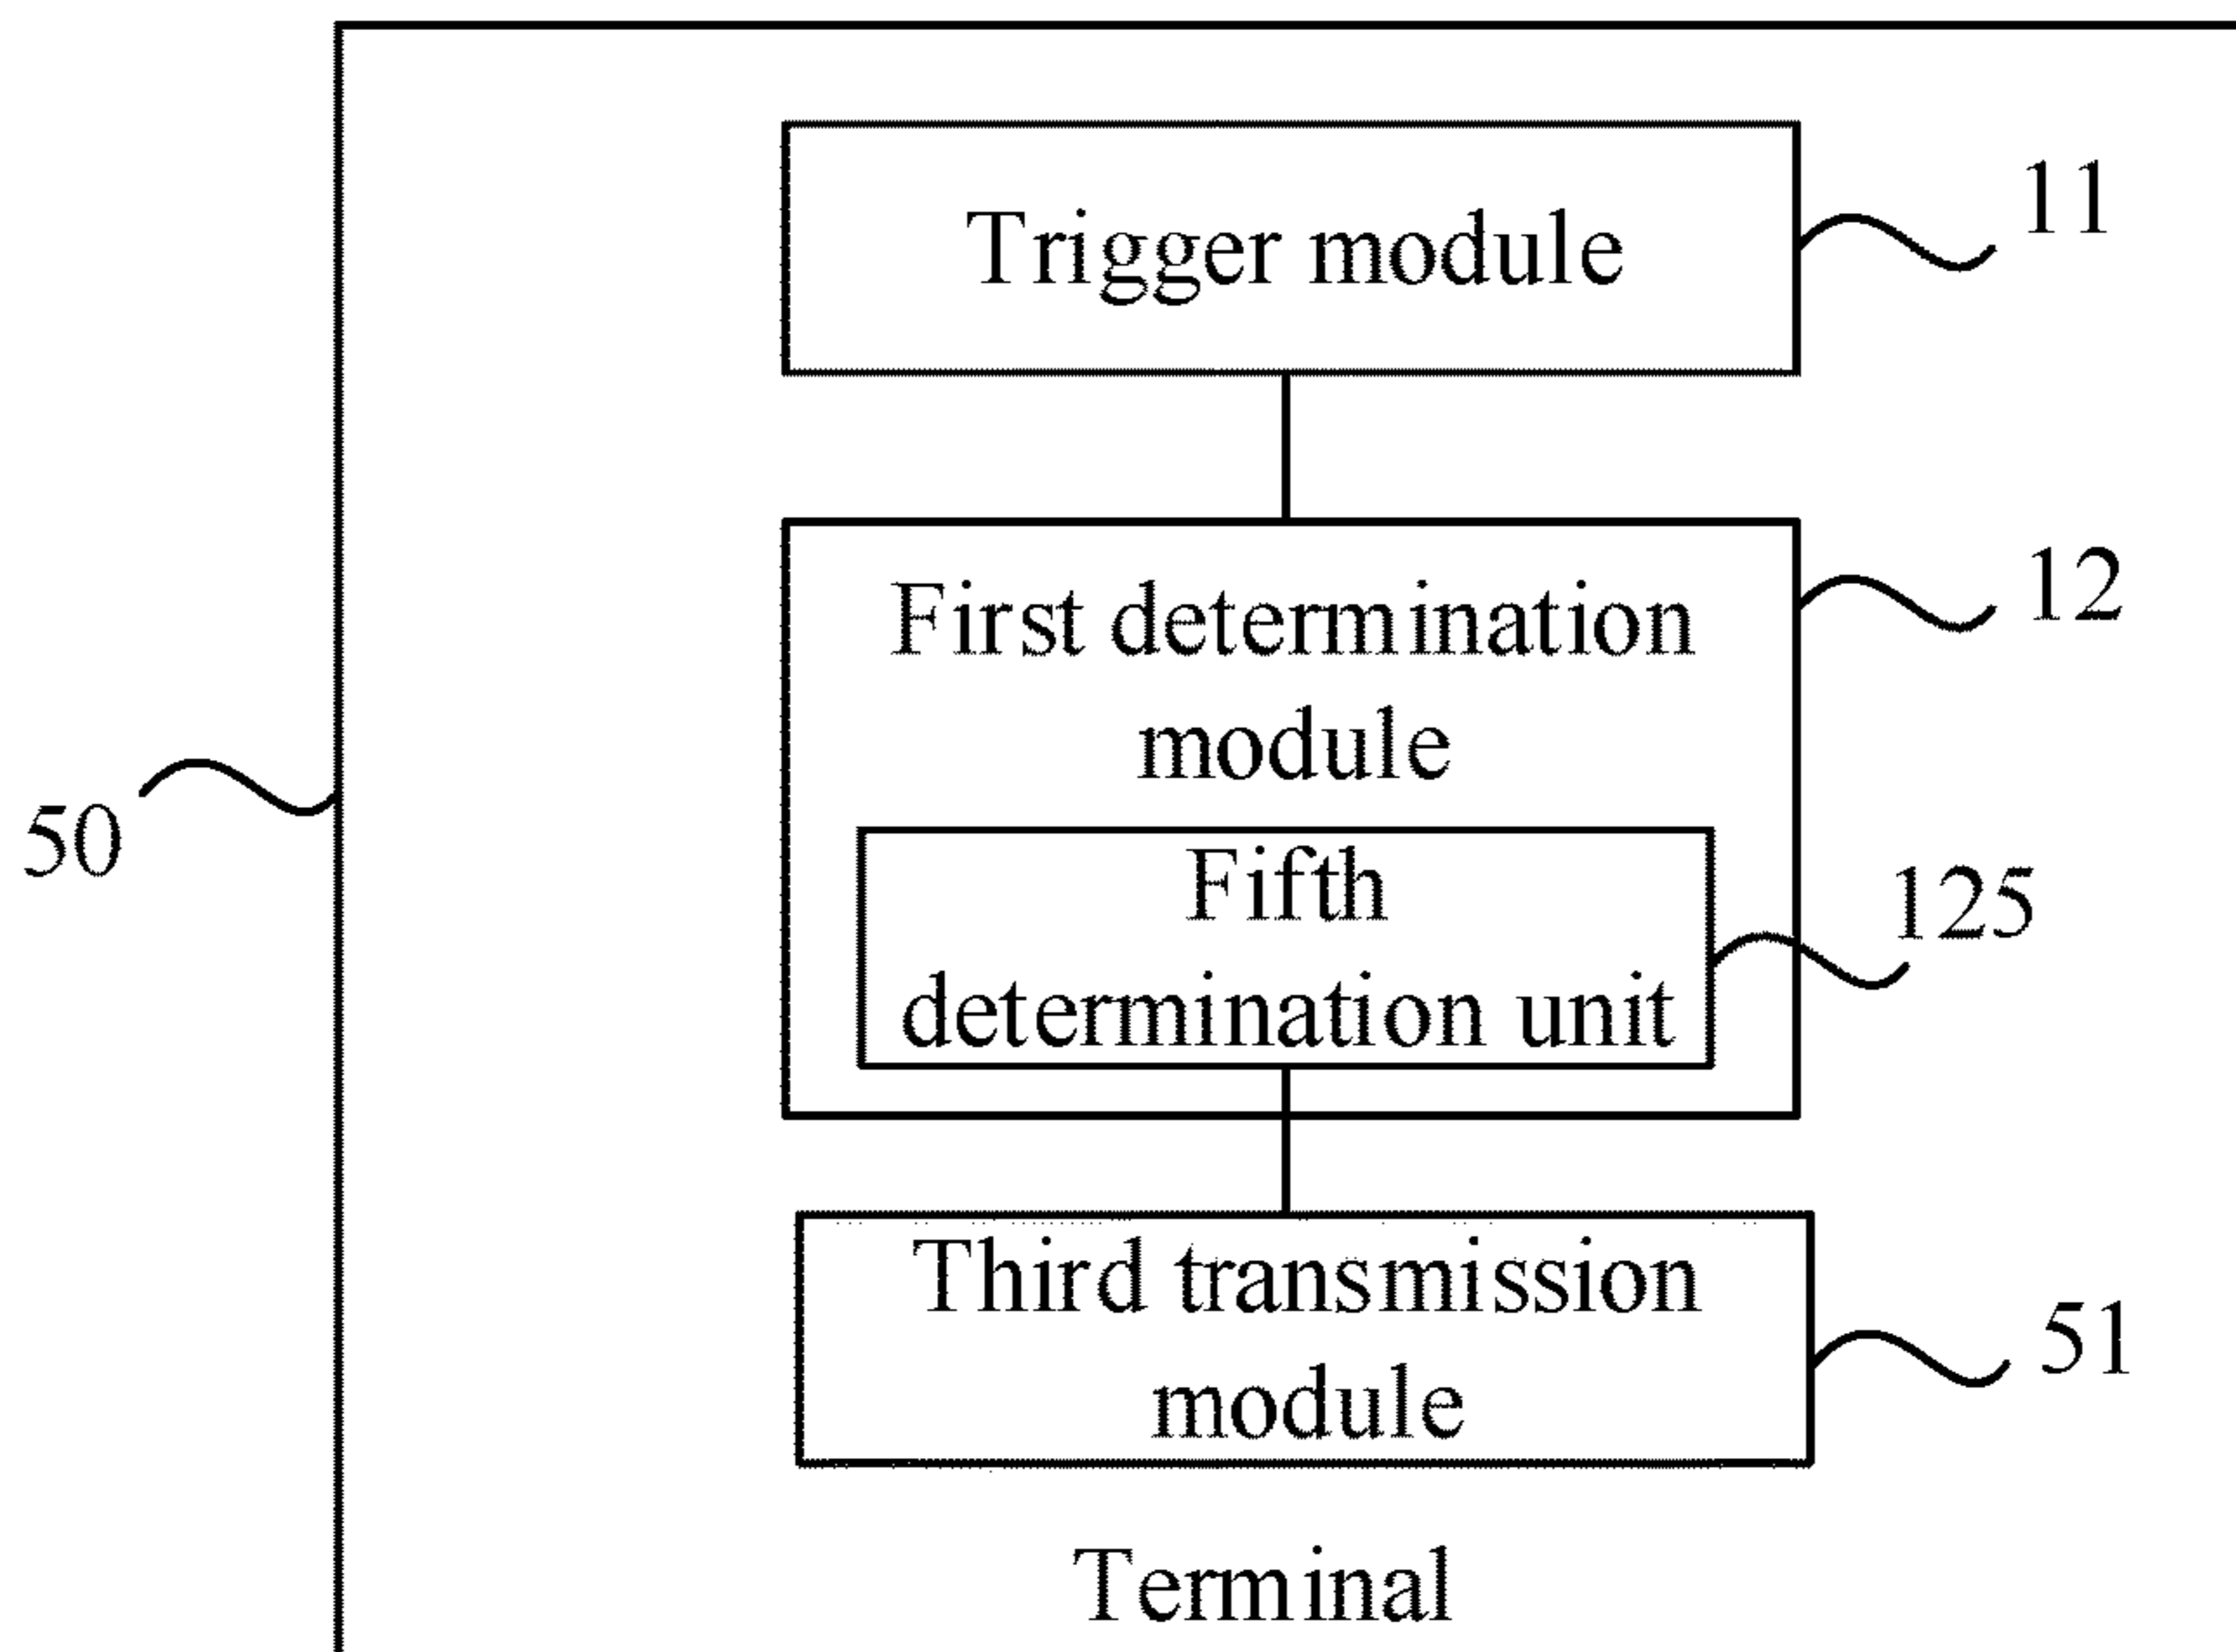 Trigger module
11
First determination
module
12
50
Fifth
determination unit
125
Third transmission
module
51
Terminal